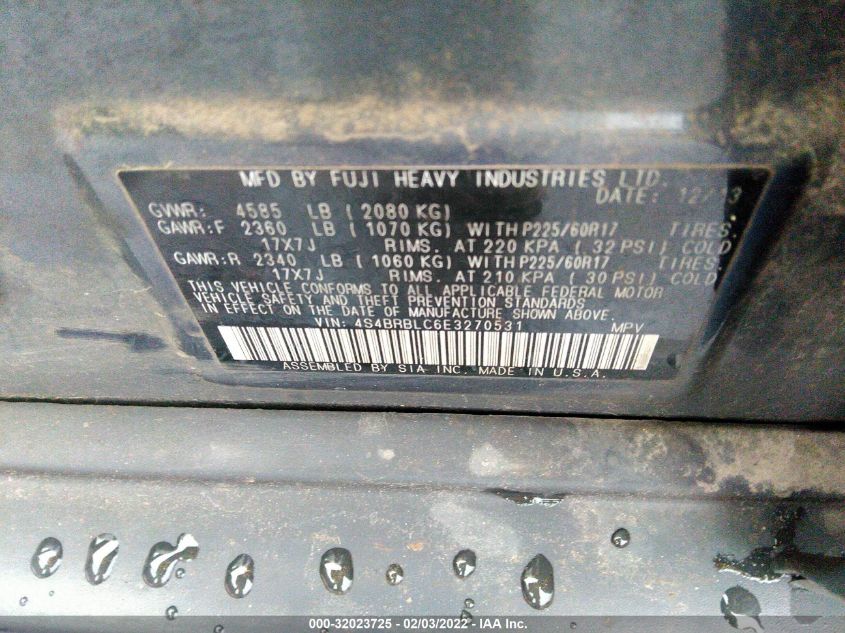 MFD BY FUJI HEAVY INDUSTRIES LTD.
DATE: 12/13
GVWR: 4585 LB ( 2080 KG)
GAWR:F 2360 LB ( 1070 KG) WITH P225/60R17 TIRES.
17X7J RIMS. AT 220 KPA ( 32 PSI) COLD
GAWR:R 2340 LB ( 1060 KG) WITH P225/60R17 TIRES.
17X7J RIMS. AT 210 KPA ( 30 PSI) COLD
THIS VEHICLE CONFORMS TO ALL APPLICABLE FEDERAL MOTOR
VEHICLE SAFETY AND THEFT PREVENTION STANDARDS
IN EFFECT ON THE DATE OF MANUFACTURE SHOWN ABOVE.
VIN: 4S4BRBLC6E3270531 MPV
ASSEMBLED BY SIA INC. MADE IN U.S.A.
000-32023725 - 02/03/2022 - IAA Inc.